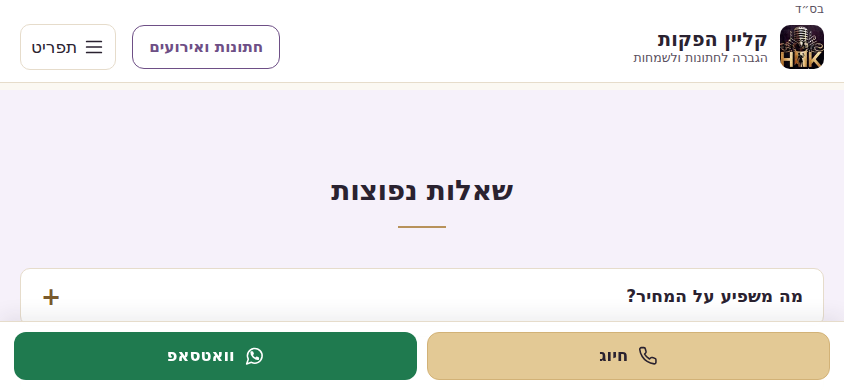 בס״ד
קליין הפקות
הגברה לחתונות ולשמחות
חתונות ואירועים
תפריט
שאלות נפוצות
מה משפיע על המחיר?
חיוג
וואטסאפ